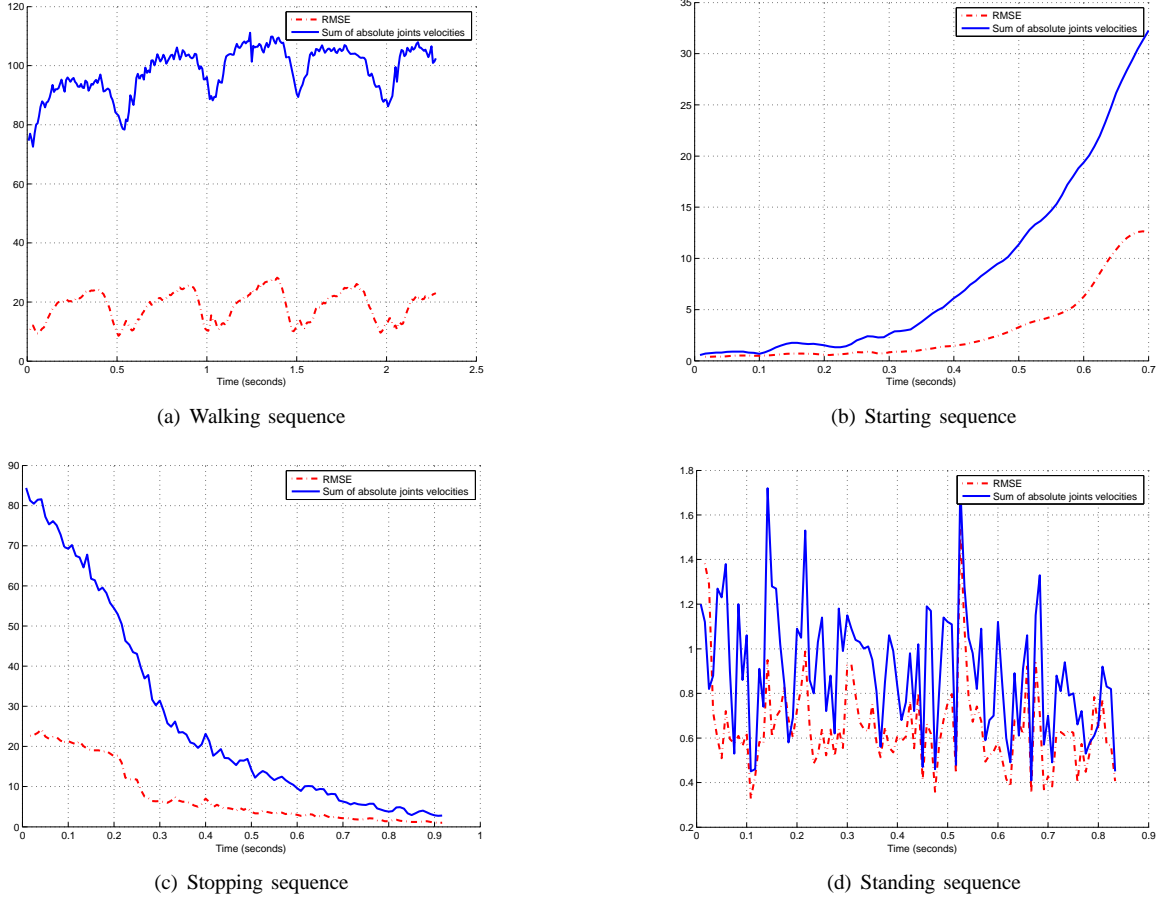 120
100
80
60
40
20
0
0 0.5 1 1.5 2 2.5
Time (seconds)
RMSE
Sum of absolute joints velocities
(a) Walking sequence
35
30
25
20
15
10
5
0
0 0.1 0.2 0.3 0.4 0.5 0.6 0.7
Time (seconds)
RMSE
Sum of absolute joints velocities
(b) Starting sequence
90
80
70
60
50
40
30
20
10
0
0 0.1 0.2 0.3 0.4 0.5 0.6 0.7 0.8 0.9 1
Time (seconds)
RMSE
Sum of absolute joints velocities
(c) Stopping sequence
1.8
1.6
1.4
1.2
1
0.8
0.6
0.4
0.2
0 0.1 0.2 0.3 0.4 0.5 0.6 0.7 0.8 0.9
Time (seconds)
RMSE
Sum of absolute joints velocities
(d) Standing sequence